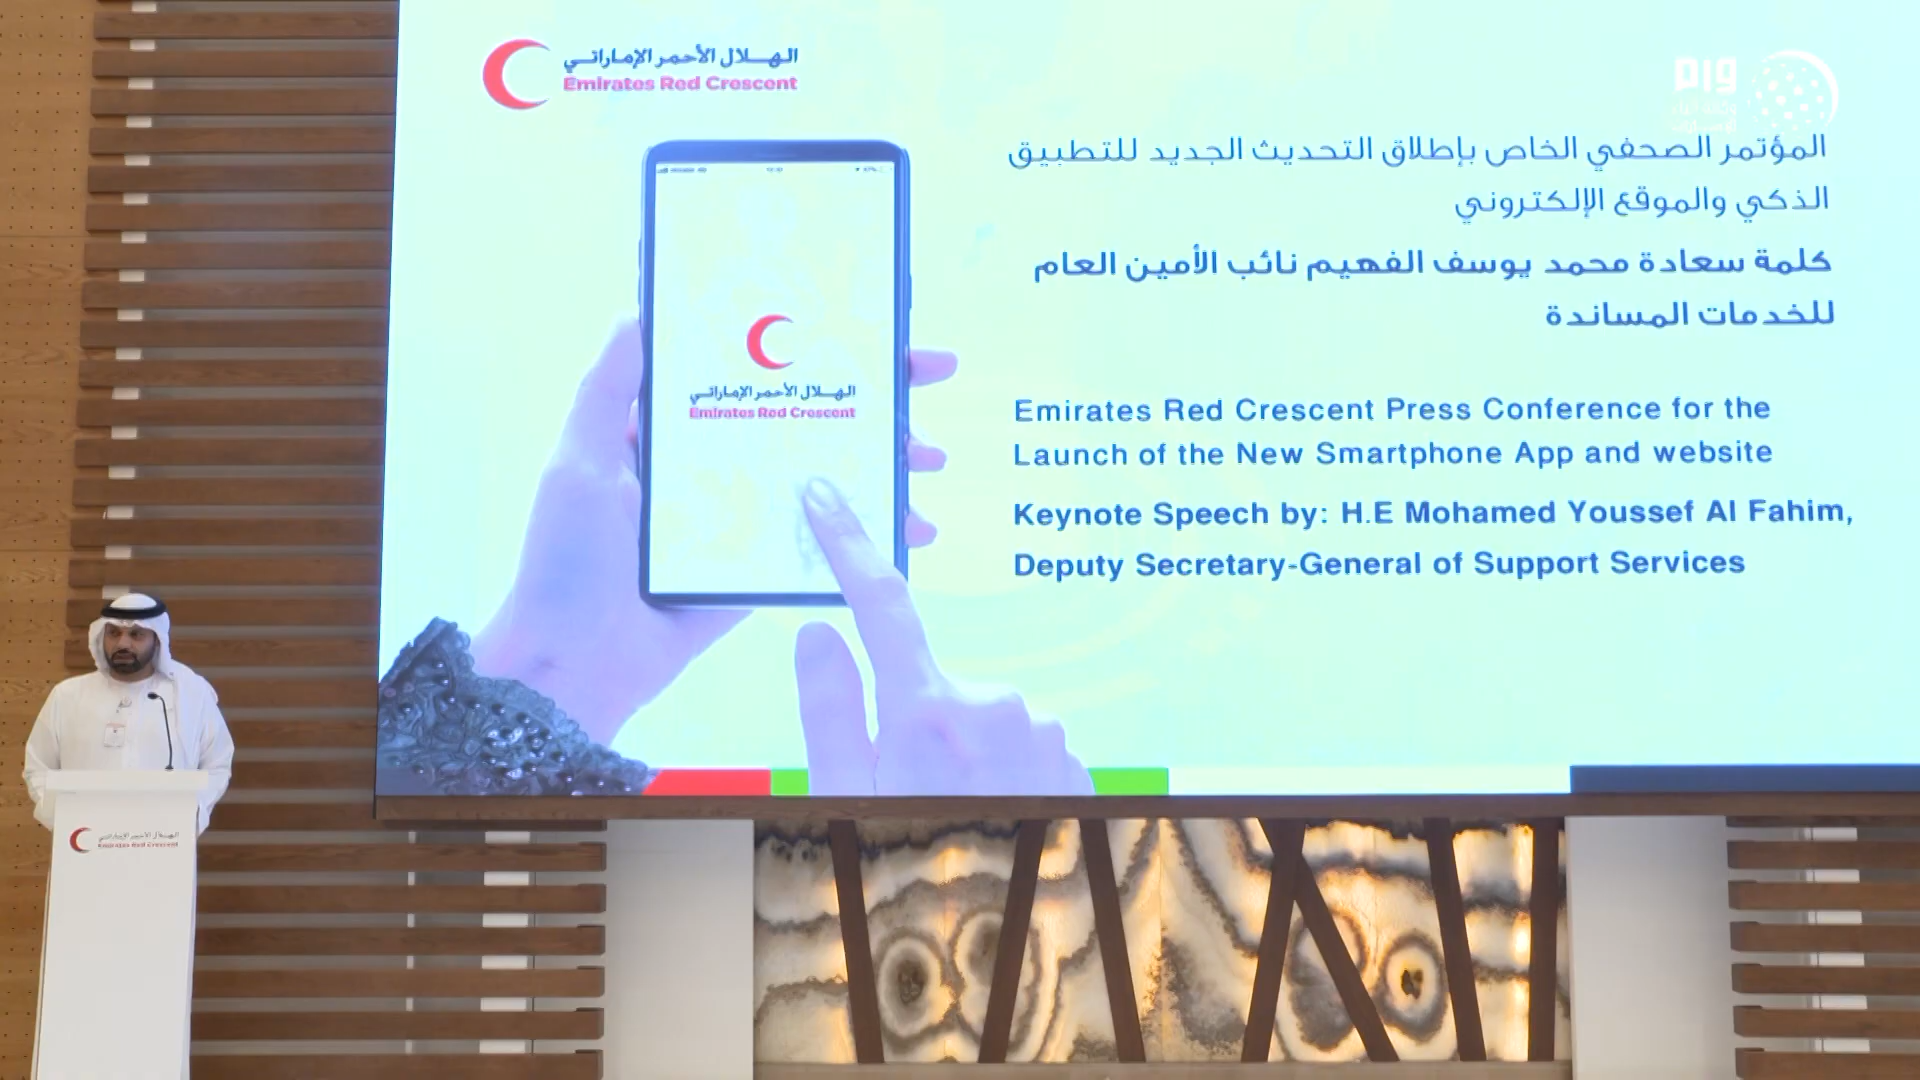 الهلال الأحمر الإماراتي
Emirates Red Crescent
وام
المؤتمر الصحفي الخاص بإطلاق التحديث الجديد للتطبيق
الذكي والموقع الإلكتروني
كلمة سعادة محمد يوسف الفهيم نائب الأمين العام
للخدمات المساندة
Emirates Red Crescent Press Conference for the
Launch of the New Smartphone App and website
Keynote Speech by: H.E Mohamed Youssef Al Fahim,
Deputy Secretary-General of Support Services
الهلال الأحمر الإماراتي
Emirates Red Crescent
الهلال الأحمر الإماراتي
Emirates Red Crescent